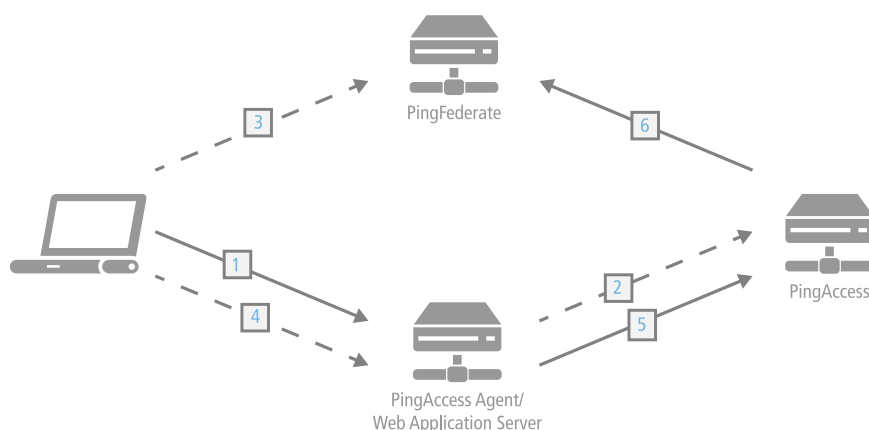 PingFederate
3
6
1
2
PingAccess
4
5
PingAccess Agent/
Web Application Server